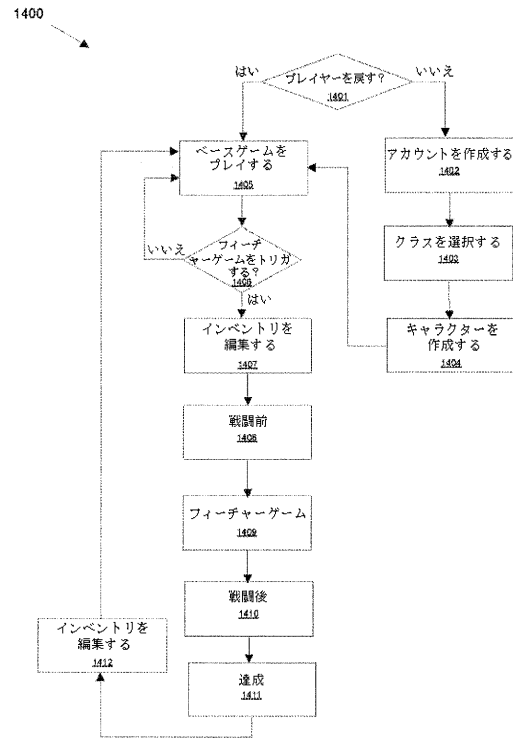 1400
はい
プレイヤーを戻す?
1401
いいえ
ベースゲームを
プレイする
1405
アカウントを作成する
1402
いいえ
フィーチ
ャーゲームをトリガ
する?
1406
はい
クラスを選択する
1403
インベントリを
編集する
1407
キャラクターを
作成する
1404
戦闘前
1408
フィーチャーゲーム
1409
戦闘後
1410
インベントリを
編集する
1412
達成
1411